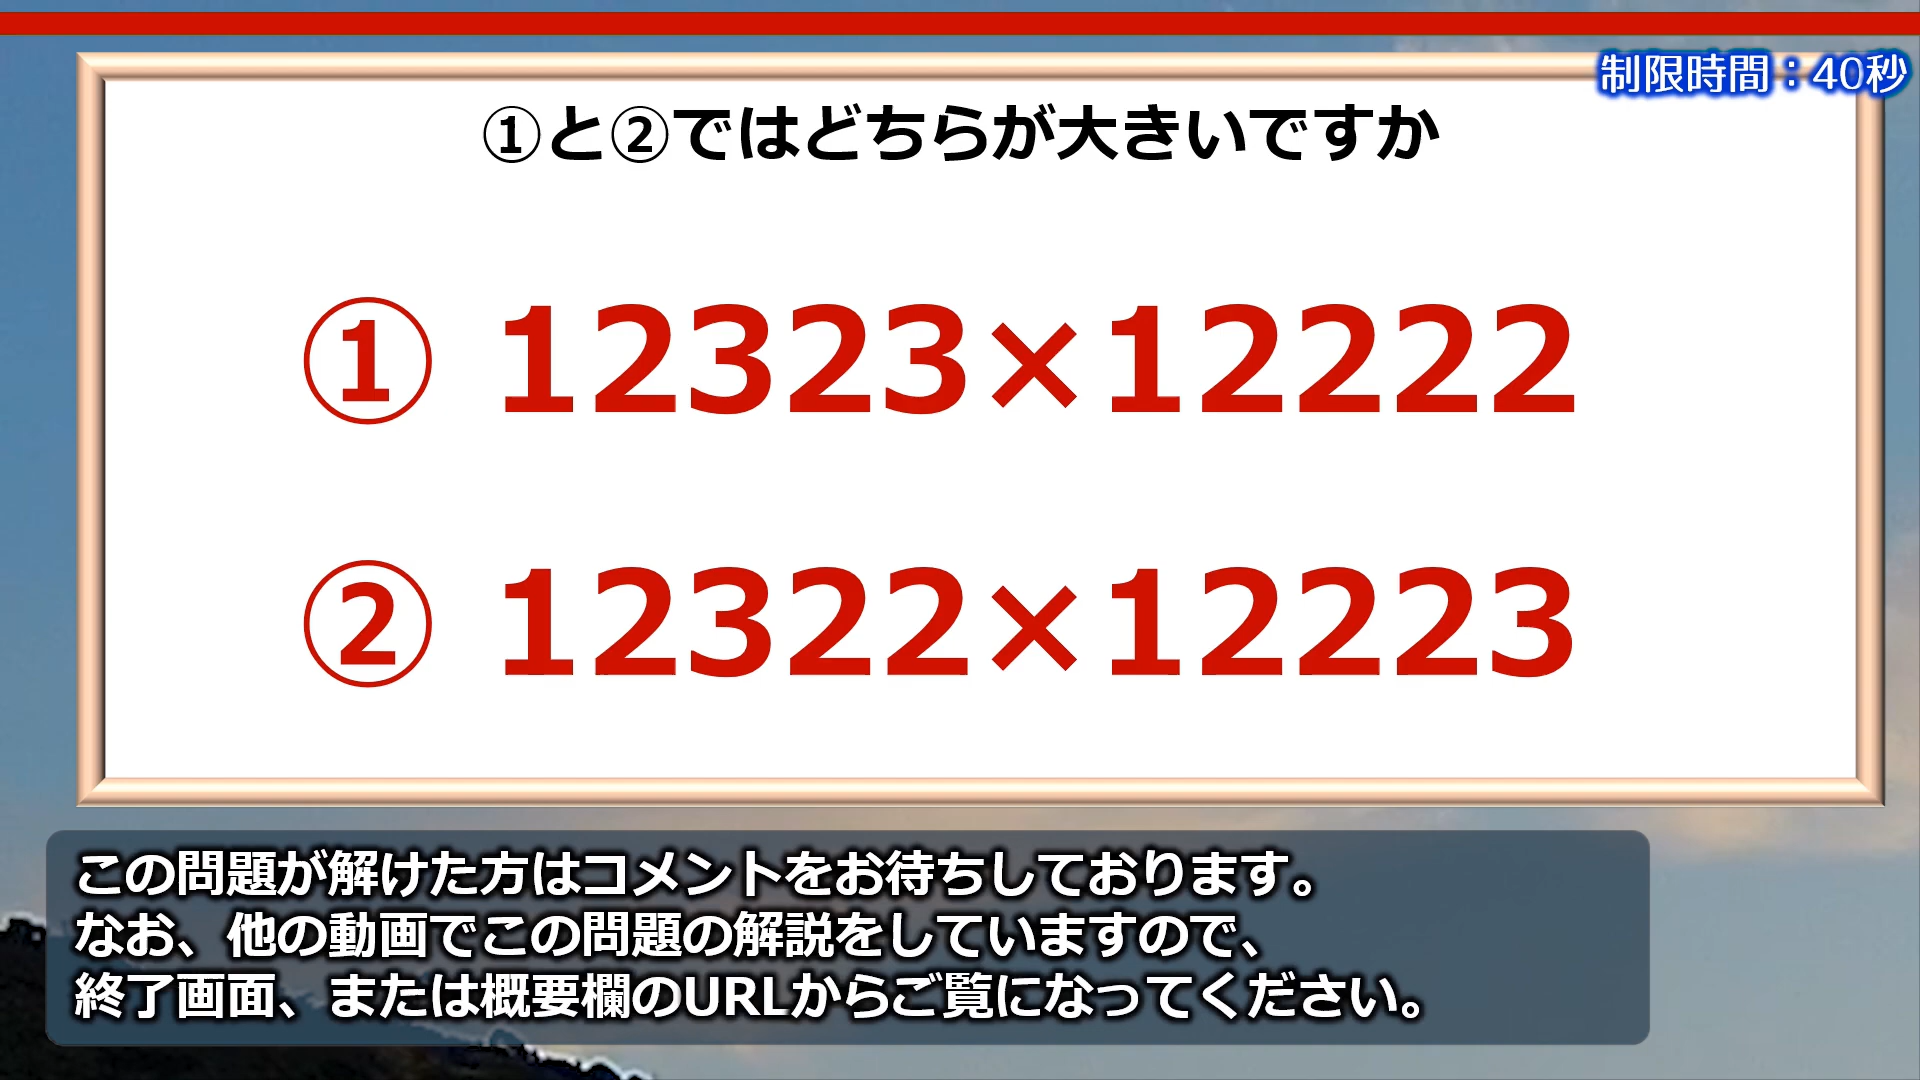 制限時間：40秒
①と②ではどちらが大きいですか
① 12323×12222
② 12322×12223
この問題が解けた方はコメントをお待ちしております。
なお、他の動画でこの問題の解説をしていますので、
終了画面、または概要欄のURLからご覧になってください。